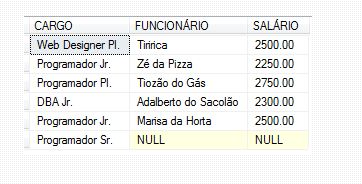 CARGO FUNCIONÁRIO SALÁRIO
Web Designer Pl. Tiririca 2500.00
Programador Jr. Zé da Pizza 2250.00
Programador Pl. Tiozão do Gás 2750.00
DBA Jr. Adalberto do Sacolão 2300.00
Programador Jr. Marisa da Horta 2500.00
Programador Sr. NULL NULL